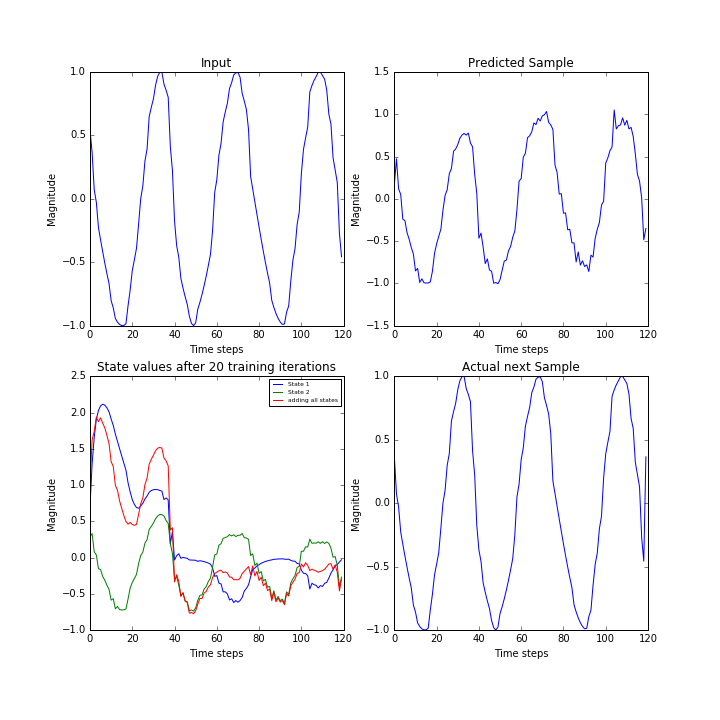 Input
1.0
0.5
0.0
−0.5
−1.0
Magnitude
0 20 40 60 80 100 120
Time steps
Predicted Sample
1.5
1.0
0.5
0.0
−0.5
−1.0
−1.5
Magnitude
0 20 40 60 80 100 120
Time steps
State values after 20 training iterations
2.5
2.0
1.5
1.0
0.5
0.0
−0.5
−1.0
Magnitude
State 1
State 2
adding all states
0 20 40 60 80 100 120
Time steps
Actual next Sample
1.0
0.5
0.0
−0.5
−1.0
Magnitude
0 20 40 60 80 100 120
Time steps